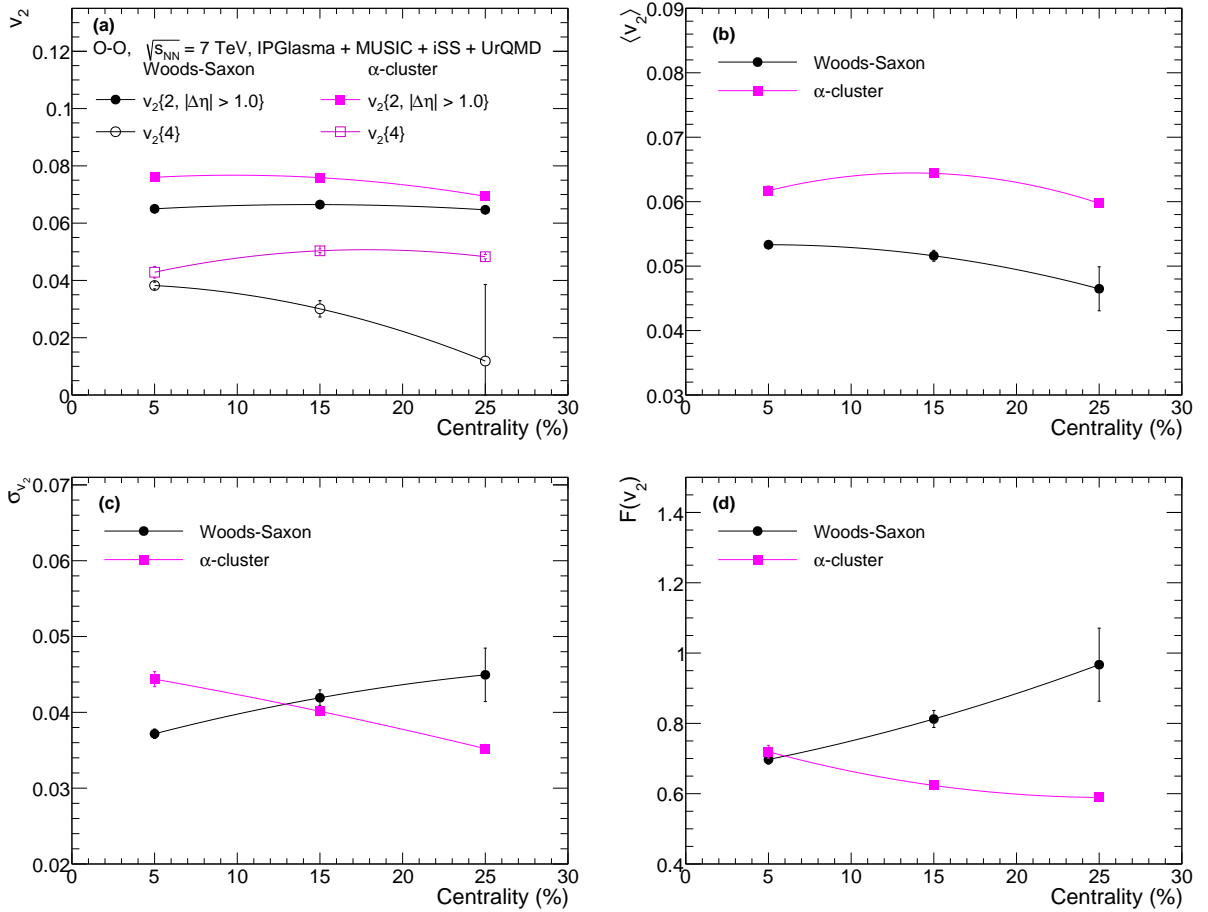 v₂
(a)
O-O, √s_NN = 7 TeV, IPGlasma + MUSIC + iSS + UrQMD
Woods-Saxon α-cluster
v₂{2, |Δη| > 1.0} v₂{2, |Δη| > 1.0}
v₂{4} v₂{4}
0.12
0.1
0.08
0.06
0.04
0.02
0
0 5 10 15 20 25 30
Centrality (%)
⟨v₂⟩
(b)
Woods-Saxon
α-cluster
0.09
0.08
0.07
0.06
0.05
0.04
0.03
0 5 10 15 20 25 30
Centrality (%)
σ_v₂
(c)
Woods-Saxon
α-cluster
0.07
0.06
0.05
0.04
0.03
0.02
0 5 10 15 20 25 30
Centrality (%)
F(v₂)
(d)
Woods-Saxon
α-cluster
1.4
1.2
1
0.8
0.6
0.4
0 5 10 15 20 25 30
Centrality (%)